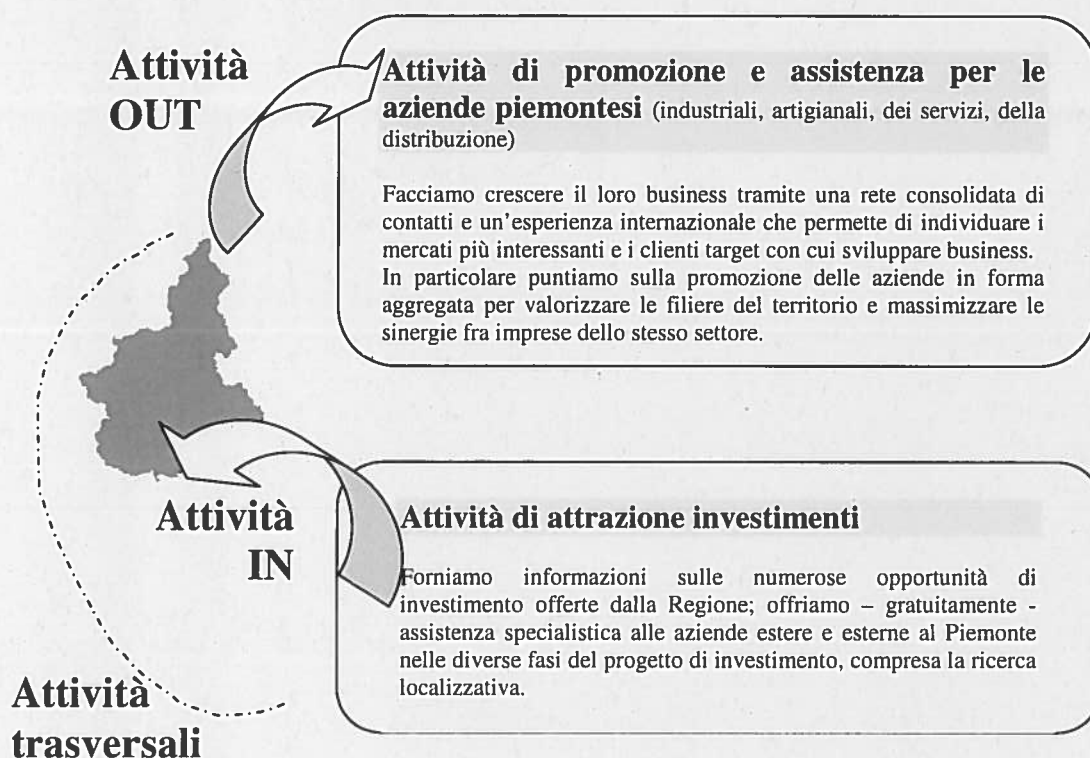 Attività
OUT
Attività di promozione e assistenza per le
aziende piemontesi (industriali, artigianali, dei servizi, della
distribuzione)
Facciamo crescere il loro business tramite una rete consolidata di
contatti e un'esperienza internazionale che permette di individuare i
mercati più interessanti e i clienti target con cui sviluppare business.
In particolare puntiamo sulla promozione delle aziende in forma
aggregata per valorizzare le filiere del territorio e massimizzare le
sinergie fra imprese dello stesso settore.
Attività
IN
Attività di attrazione investimenti
Forniamo informazioni sulle numerose opportunità di
investimento offerte dalla Regione; offriamo – gratuitamente -
assistenza specialistica alle aziende estere e esterne al Piemonte
nelle diverse fasi del progetto di investimento, compresa la ricerca
localizzativa.
Attività
trasversali